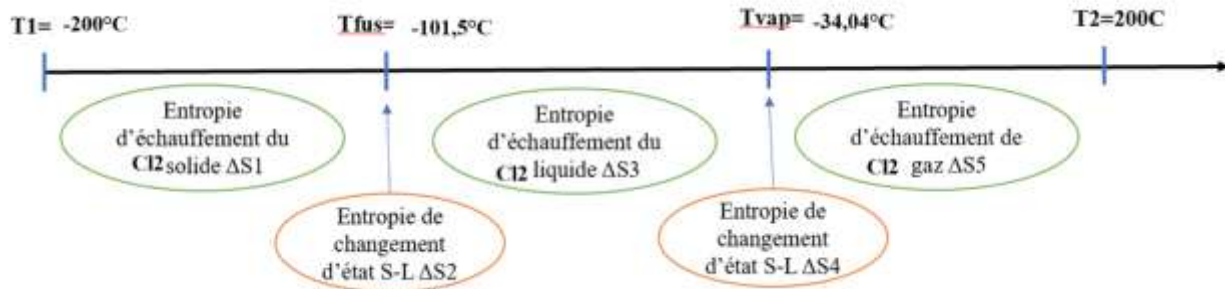 T1= -200°C
Tfus= -101,5°C
Tvap= -34,04°C
T2=200C
Entropie
d'échauffement du
Cl2 solide ΔS1
Entropie
d'échauffement du
Cl2 liquide ΔS3
Entropie
d'échauffement de
Cl2 gaz ΔS5
Entropie de
changement
d'état S-L ΔS2
Entropie de
changement
d'état S-L ΔS4